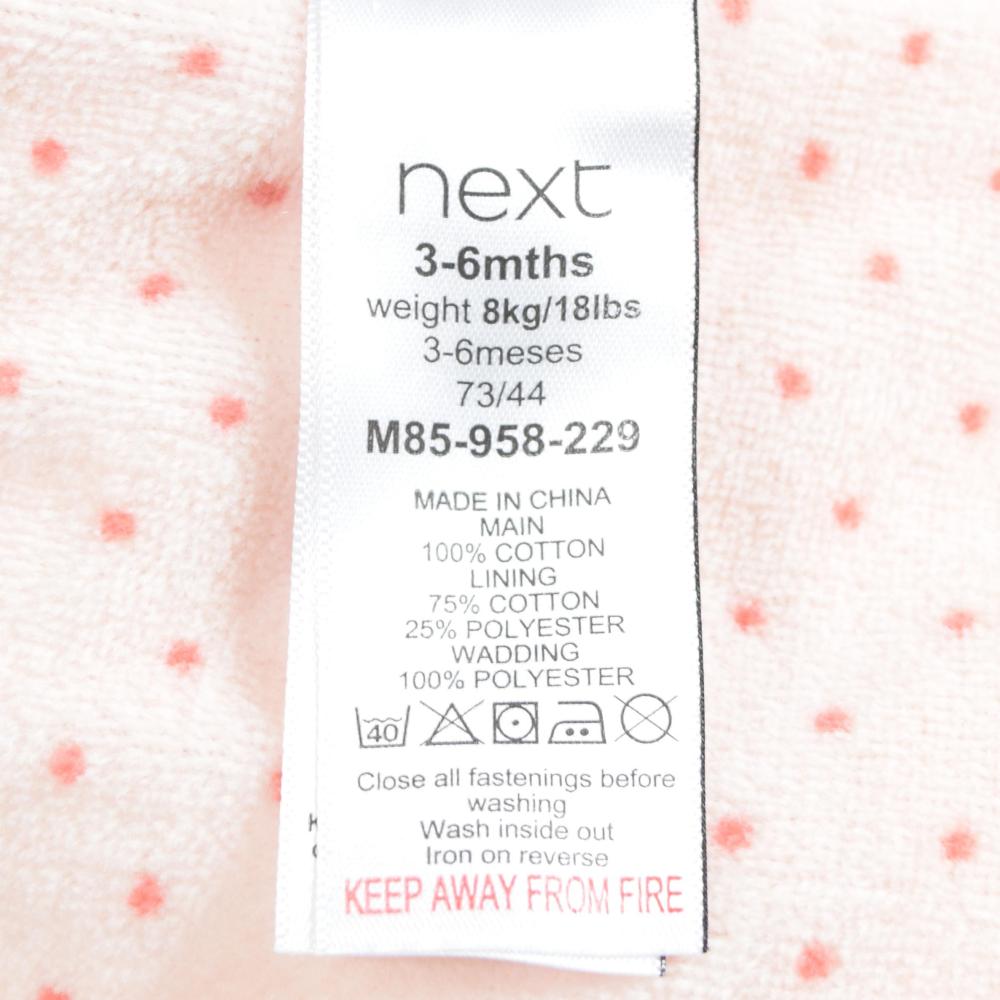 next
3-6mths
weight 8kg/18lbs
3-6meses
73/44
M85-958-229
MADE IN CHINA
MAIN
100% COTTON
LINING
75% COTTON
25% POLYESTER
WADDING
100% POLYESTER
40
Close all fastenings before
washing
Wash inside out
Iron on reverse
KEEP AWAY FROM FIRE